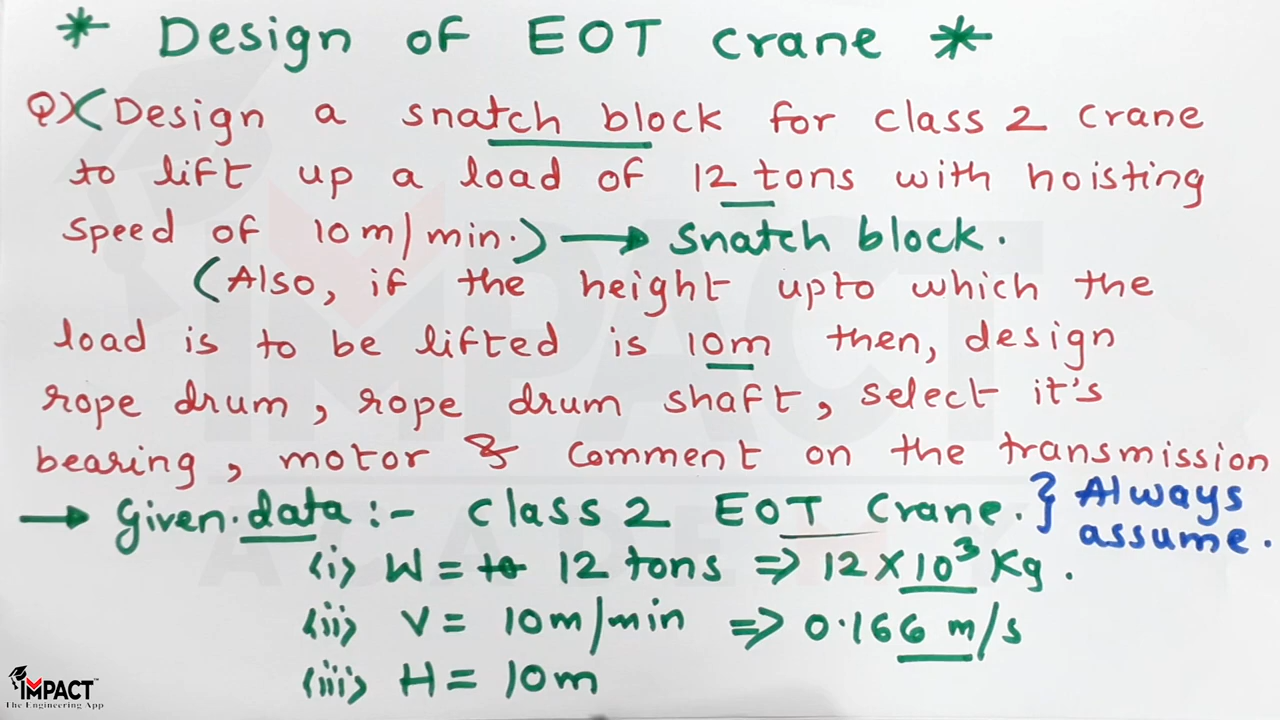 * Design of EOT crane *
Q) (Design a snatch block for class 2 crane
to lift up a load of 12 tons with hoisting
speed of 10m/min.) → snatch block.
(Also, if the height upto which the
load is to be lifted is 10m then, design
rope drum, rope drum shaft, select it's
bearing, motor & comment on the transmission
→ Given data :- class 2 EOT Crane. } Always
assume.
(i) W = 12 tons => 12 x 10³ Kg.
(ii) V = 10m/min => 0.166 m/s
(iii) H = 10m
IMPACT
ACADEMY
IMPACT™
The Engineering App